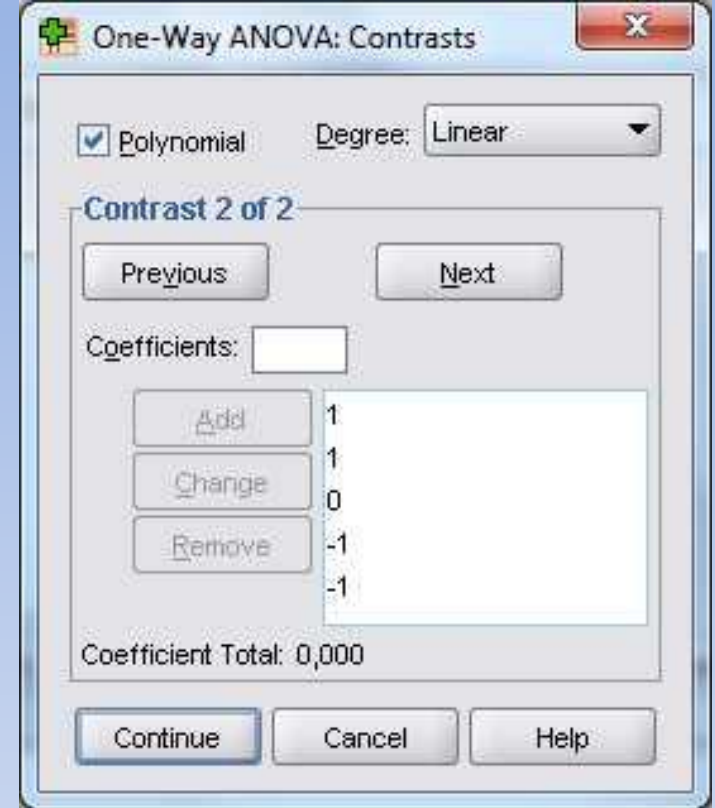 One-Way ANOVA: Contrasts
Polynomial Degree: Linear
Contrast 2 of 2
Previous Next
Coefficients:
Add
Change
Remove
1
1
0
-1
-1
Coefficient Total: 0,000
Continue Cancel Help